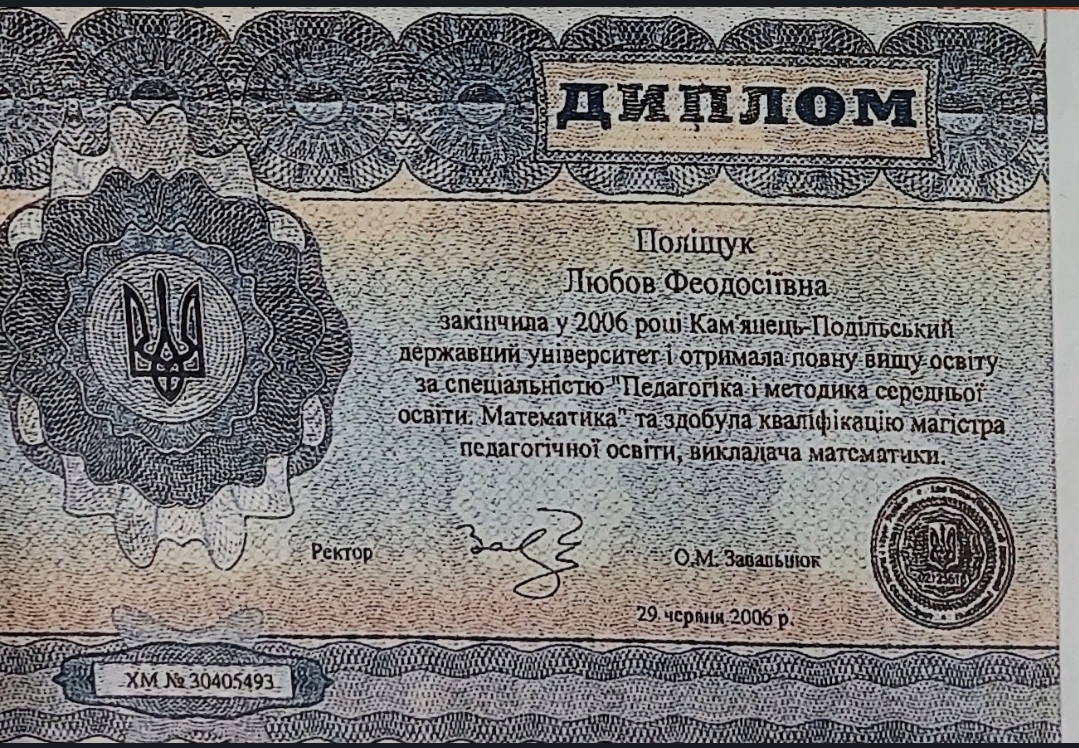 ДИПЛОМ
Поліщук
Любов Феодосіївна
закінчила у 2006 році Кам'янець-Подільський
державний університет і отримала повну вищу освіту
за спеціальністю "Педагогіка і методика середньої
освіти. Математика" та здобула кваліфікацію магістра
педагогічної освіти, викладача математики.
Ректор
О.М. Завальнюк
29 червня 2006 р.
ХМ № 30405493